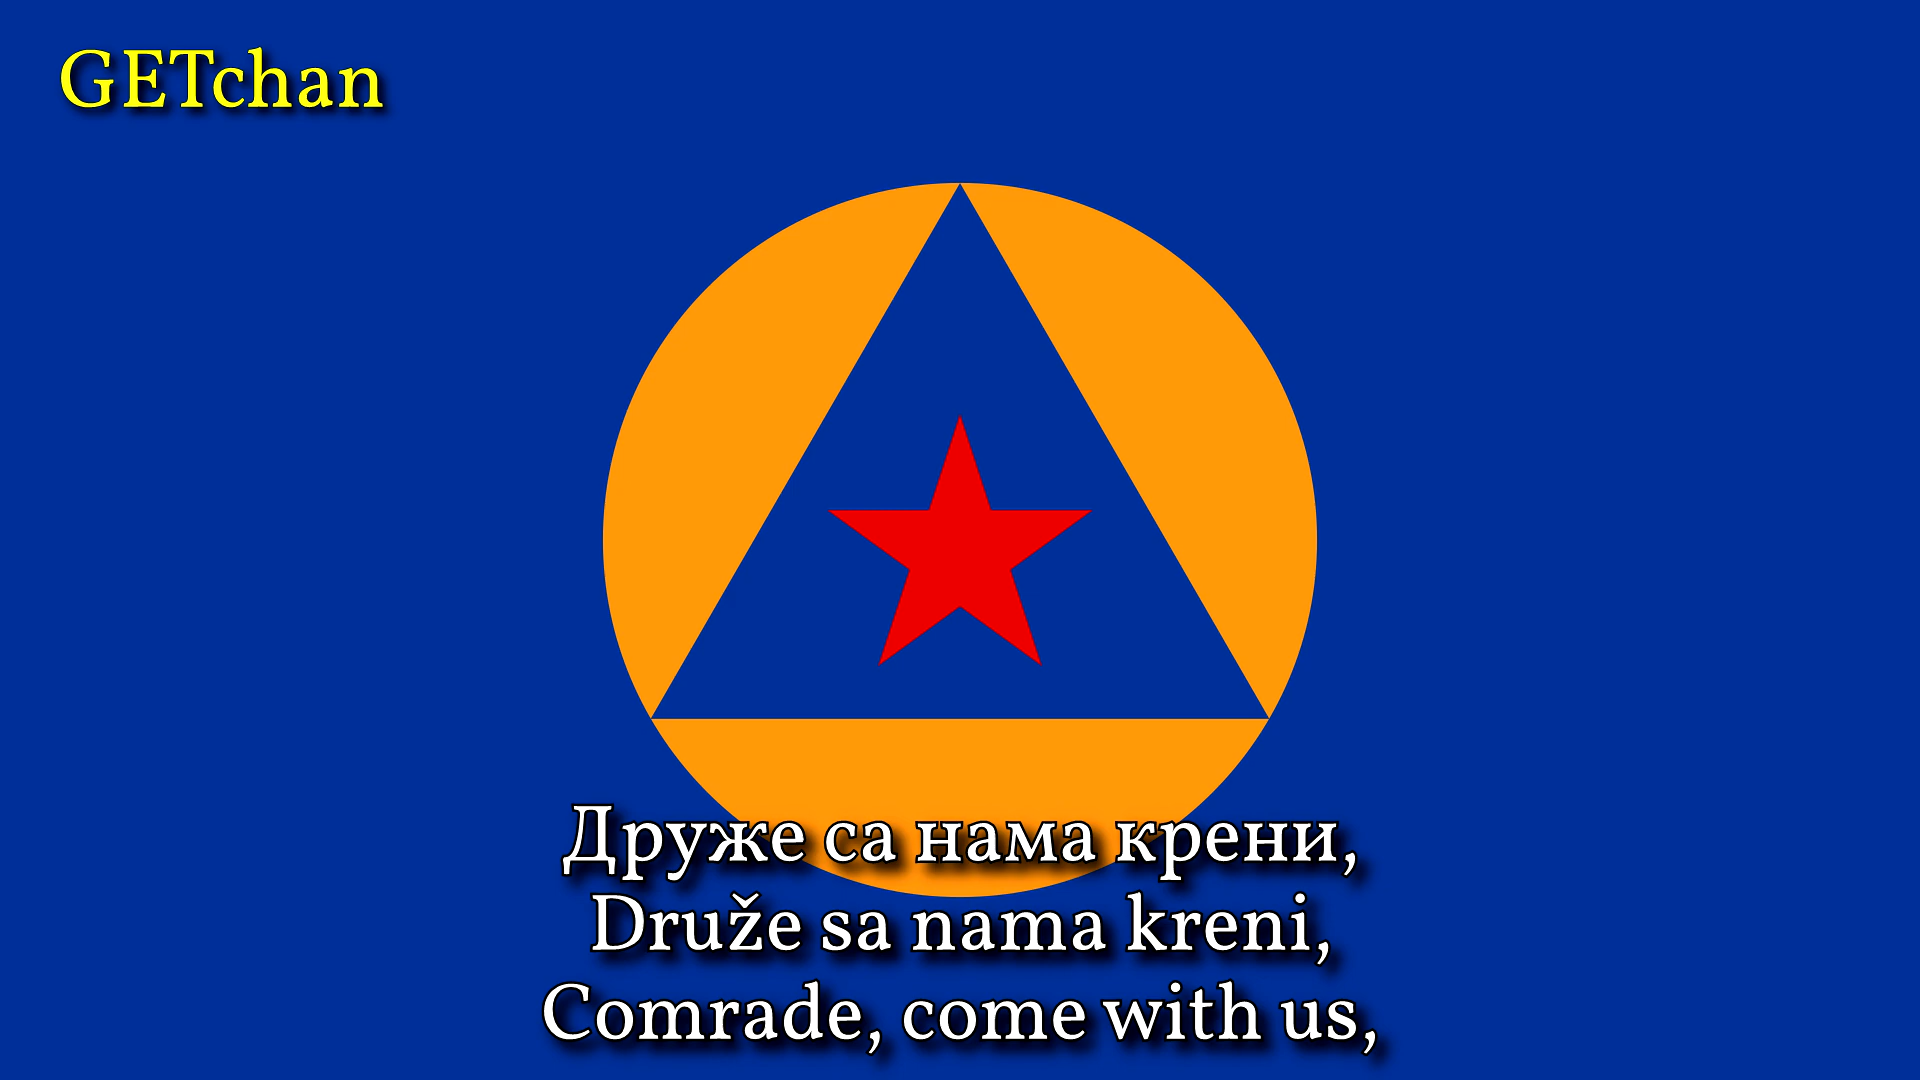 GETchan
Друже са нама крени,
Druže sa nama kreni,
Comrade, come with us,